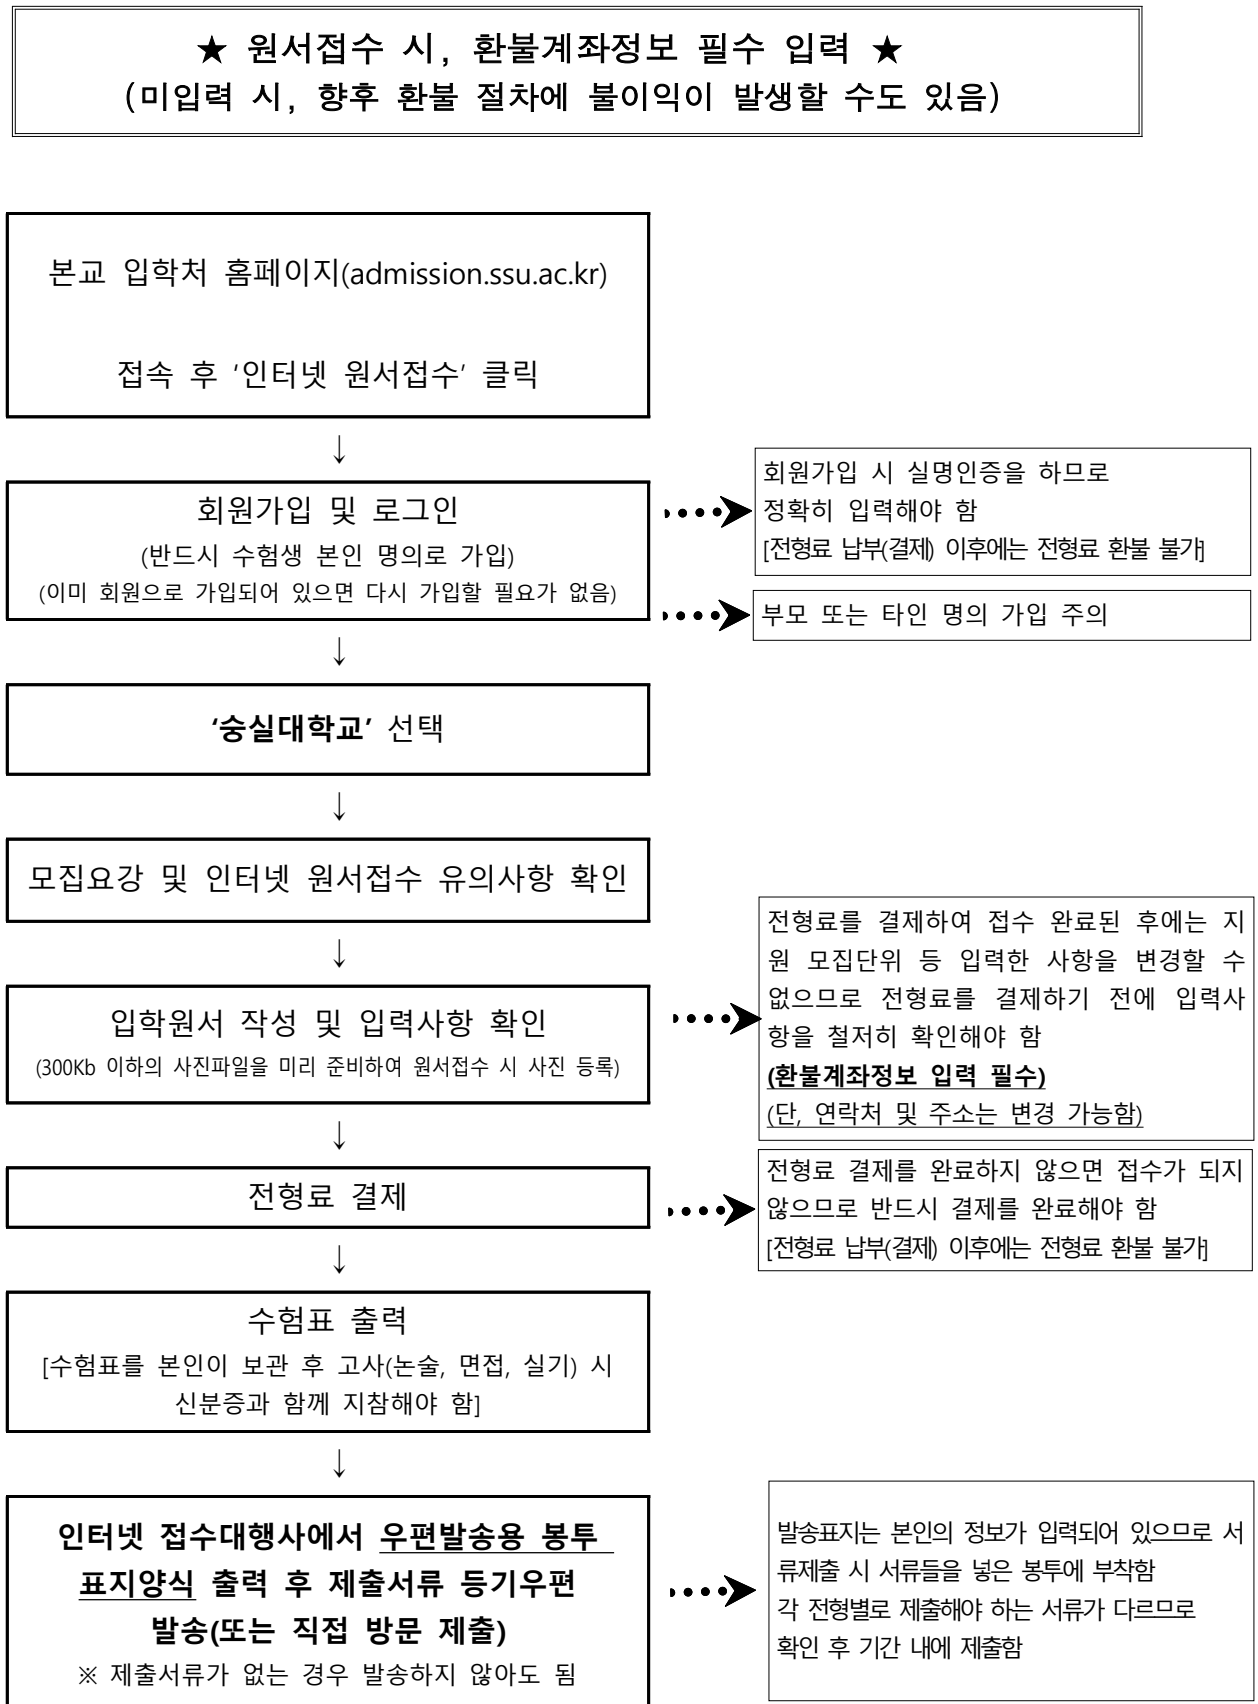 ★ 원서접수 시, 환불계좌정보 필수 입력 ★
(미입력 시, 향후 환불 절차에 불이익이 발생할 수도 있음)
본교 입학처 홈페이지(admission.ssu.ac.kr)
접속 후 ‘인터넷 원서접수’ 클릭
↓
회원가입 및 로그인
(반드시 수험생 본인 명의로 가입)
(이미 회원으로 가입되어 있으면 다시 가입할 필요가 없음)
회원가입 시 실명인증을 하므로
정확히 입력해야 함
[전형료 납부(결제) 이후에는 전형료 환불 불가]
부모 또는 타인 명의 가입 주의
↓
‘숭실대학교’ 선택
↓
모집요강 및 인터넷 원서접수 유의사항 확인
↓
입학원서 작성 및 입력사항 확인
(300Kb 이하의 사진파일을 미리 준비하여 원서접수 시 사진 등록)
전형료를 결제하여 접수 완료된 후에는 지
원 모집단위 등 입력한 사항을 변경할 수
없으므로 전형료를 결제하기 전에 입력사
항을 철저히 확인해야 함
(환불계좌정보 입력 필수)
(단, 연락처 및 주소는 변경 가능함)
↓
전형료 결제
전형료 결제를 완료하지 않으면 접수가 되지
않으므로 반드시 결제를 완료해야 함
[전형료 납부(결제) 이후에는 전형료 환불 불가]
↓
수험표 출력
[수험표를 본인이 보관 후 고사(논술, 면접, 실기) 시
신분증과 함께 지참해야 함]
↓
인터넷 접수대행사에서 우편발송용 봉투
표지양식 출력 후 제출서류 등기우편
발송(또는 직접 방문 제출)
※ 제출서류가 없는 경우 발송하지 않아도 됨
발송표지는 본인의 정보가 입력되어 있으므로 서
류제출 시 서류들을 넣은 봉투에 부착함
각 전형별로 제출해야 하는 서류가 다르므로
확인 후 기간 내에 제출함